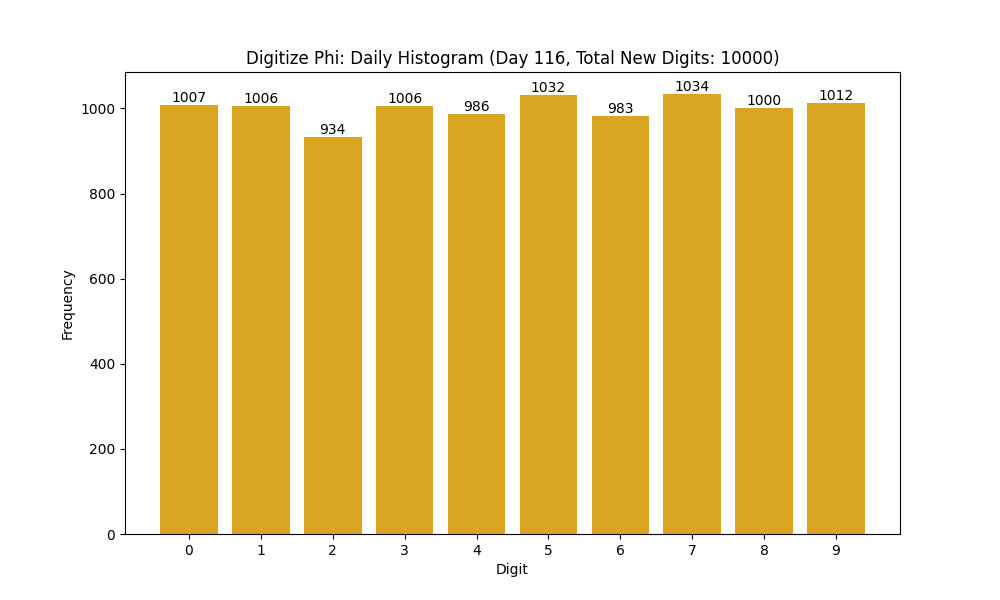 Digitize Phi: Daily Histogram (Day 116, Total New Digits: 10000)
1007 1006 934 1006 986 1032 983 1034 1000 1012
1000
800
600
400
200
0
Frequency
0 1 2 3 4 5 6 7 8 9
Digit